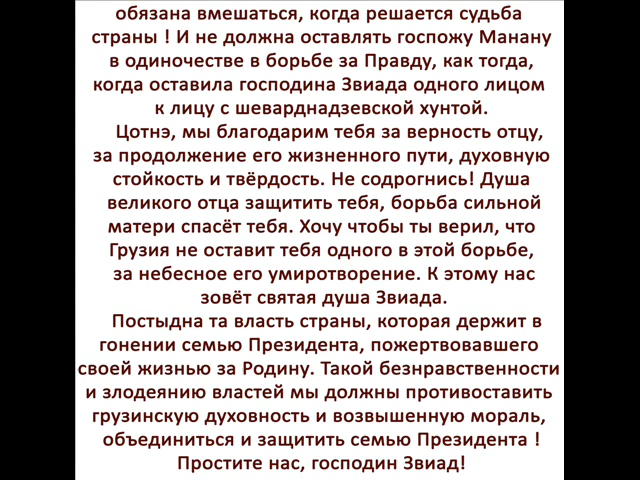 обязана вмешаться, когда решается судьба
страны ! И не должна оставлять госпожу Манану
в одиночестве в борьбе за Правду, как тогда,
когда оставила господина Звиада одного лицом
к лицу с шеварднадзевской хунтой.
Цотнэ, мы благодарим тебя за верность отцу,
за продолжение его жизненного пути, духовную
стойкость и твёрдость. Не содрогнись! Душа
великого отца защитить тебя, борьба сильной
матери спасёт тебя. Хочу чтобы ты верил, что
Грузия не оставит тебя одного в этой борьбе,
за небесное его умиротворение. К этому нас
зовёт святая душа Звиада.
Постыдна та власть страны, которая держит в
гонении семью Президента, пожертвовавшего
своей жизнью за Родину. Такой безнравственности
и злодеянию властей мы должны противоставить
грузинскую духовность и возвышенную мораль,
объединиться и защитить семью Президента !
Простите нас, господин Звиад!